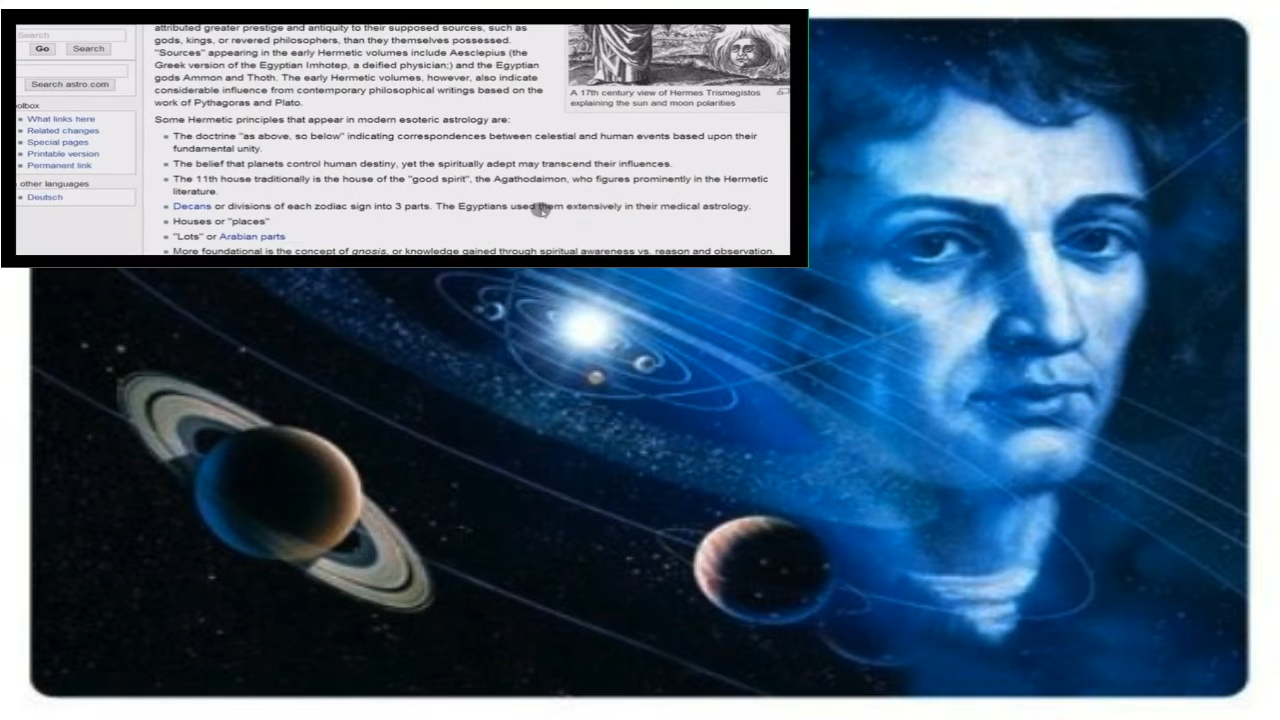 Search
Go Search
Search astro.com
olbox
What links here
Related changes
Special pages
Printable version
Permanent link
other languages
Deutsch
attributed greater prestige and antiquity to their supposed sources, such as
gods, kings, or revered philosophers, than they themselves possessed.
"Sources" appearing in the early Hermetic volumes include Aesclepius (the
Greek version of the Egyptian Imhotep, a deified physician;) and the Egyptian
gods Ammon and Thoth. The early Hermetic volumes, however, also indicate
considerable influence from contemporary philosophical writings based on the
work of Pythagoras and Plato.
A 17th century view of Hermes Trismegistos
explaining the sun and moon polarities
Some Hermetic principles that appear in modern esoteric astrology are:
The doctrine "as above, so below" indicating correspondences between celestial and human events based upon their
fundamental unity.
The belief that planets control human destiny, yet the spiritually adept may transcend their influences.
The 11th house traditionally is the house of the "good spirit", the Agathodaimon, who figures prominently in the Hermetic
literature.
Decans or divisions of each zodiac sign into 3 parts. The Egyptians used them extensively in their medical astrology.
Houses or "places"
"Lots" or Arabian parts
More foundational is the concept of gnosis, or knowledge gained through spiritual awareness vs. reason and observation.